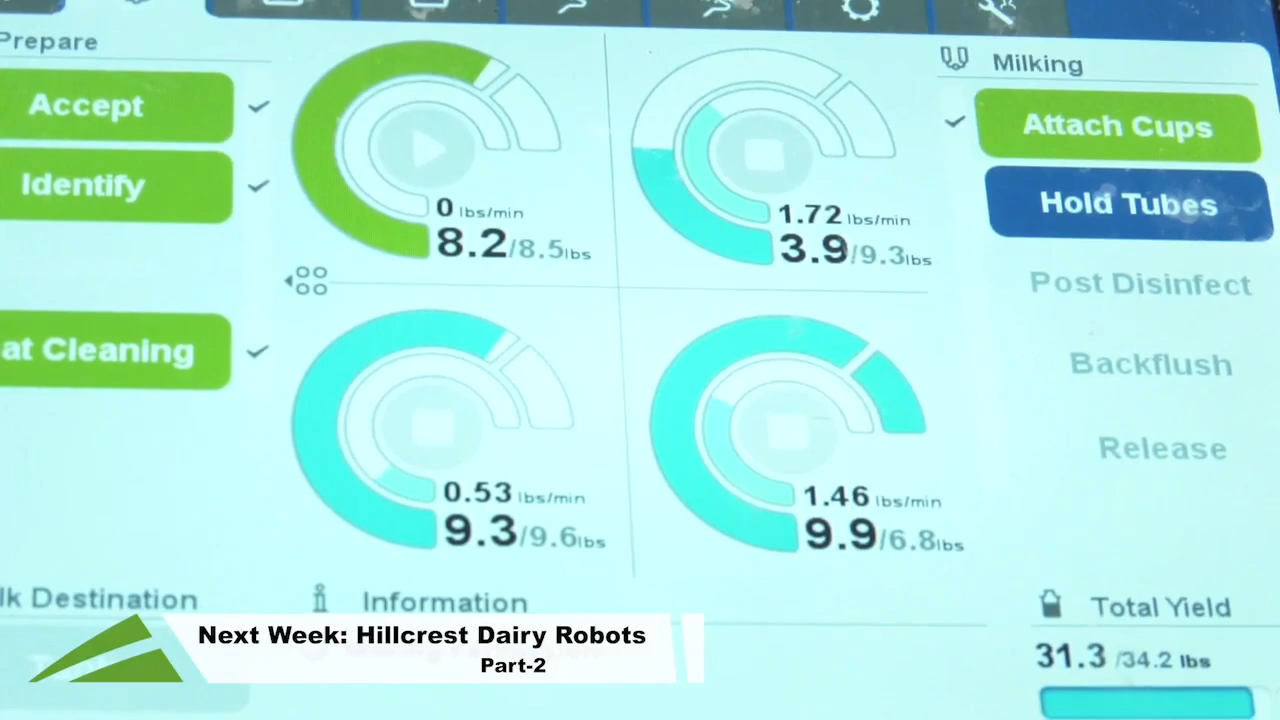 Prepare
Accept
Identify
at Cleaning
0 lbs/min
8.2/8.5lbs
1.72 lbs/min
3.9/9.3lbs
0.53 lbs/min
9.3/9.6lbs
1.46 lbs/min
9.9/6.8lbs
Milking
Attach Cups
Hold Tubes
Post Disinfect
Backflush
Release
lk Destination
Information
Total Yield
31.3 /34.2 lbs
Next Week: Hillcrest Dairy Robots
Part-2